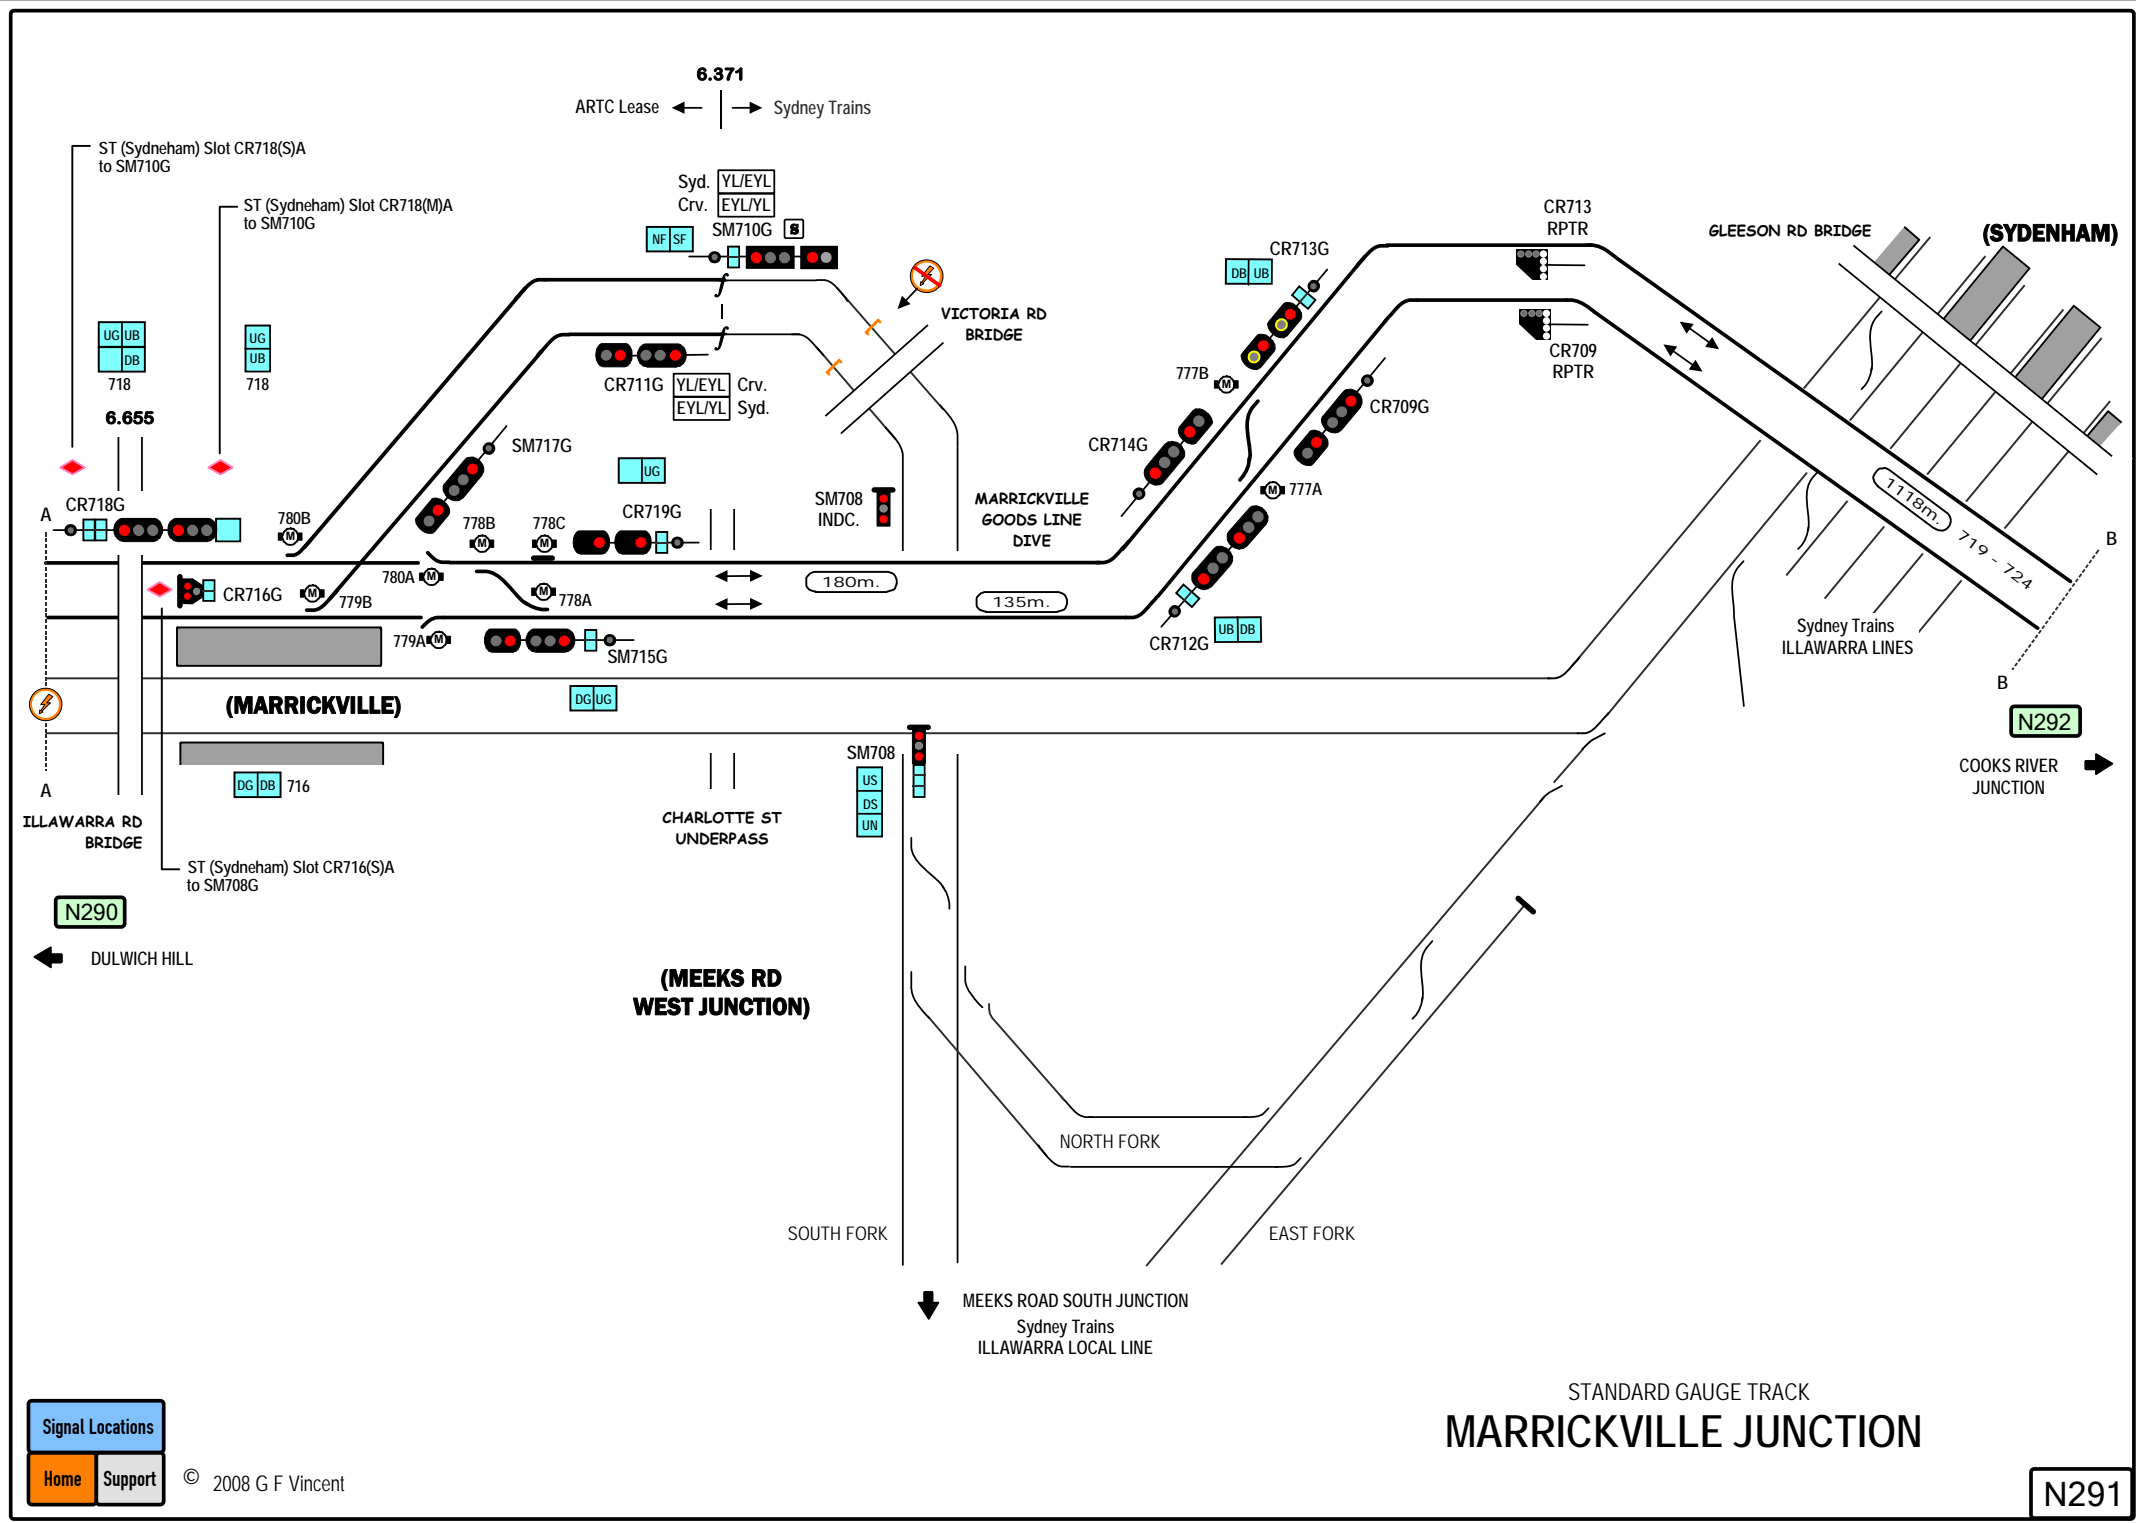 6.371
ARTC Lease
Sydney Trains
ST (Sydneham) Slot CR718(S)A
to SM710G
ST (Sydneham) Slot CR718(M)A
to SM710G
Syd. YL/EYL
Crv. EYL/YL
SM710G S
NF SF
CR713
RPTR
GLEESON RD BRIDGE
(SYDENHAM)
CR713G
DB UB
VICTORIA RD
BRIDGE
UG UB
DB
718
UG
UB
718
6.655
CR711G YL/EYL Crv.
EYL/YL Syd.
CR709
RPTR
777B
M
CR709G
SM717G
CR714G
UG
CR719G
SM708
INDC.
MARRICKVILLE
GOODS LINE
DIVE
777A
M
CR718G
A
780B
M
778B
M
778C
M
1118m.
719 - 724
B
780A
M
180m.
CR716G
779B
M
778A
M
135m.
779A
M
SM715G
CR712G
UB DB
Sydney Trains
ILLAWARRA LINES
B
(MARRICKVILLE)
DG UG
N292
SM708
US
DS
UN
COOKS RIVER
JUNCTION
DG DB 716
A
ILLAWARRA RD
BRIDGE
CHARLOTTE ST
UNDERPASS
ST (Sydneham) Slot CR716(S)A
to SM708G
N290
DULWICH HILL
(MEEKS RD
WEST JUNCTION)
NORTH FORK
SOUTH FORK
EAST FORK
MEEKS ROAD SOUTH JUNCTION
Sydney Trains
ILLAWARRA LOCAL LINE
STANDARD GAUGE TRACK
MARRICKVILLE JUNCTION
Signal Locations
Home
Support
© 2008 G F Vincent
N291